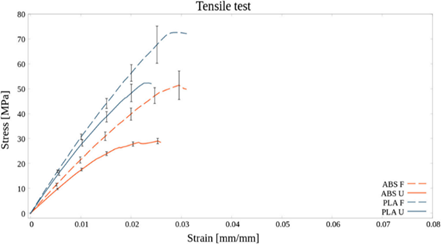 Tensile test
80
70
60
50
40
30
20
10
0
Stress [MPa]
0 0.01 0.02 0.03 0.04 0.05 0.06 0.07 0.08
Strain [mm/mm]
ABS F
ABS U
PLA F
PLA U